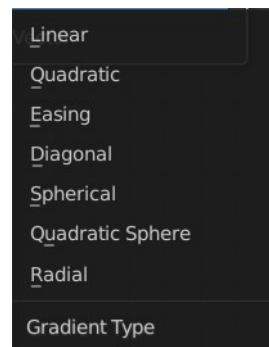 Linear
Quadratic
Easing
Diagonal
Spherical
Quadratic Sphere
Radial
Gradient Type